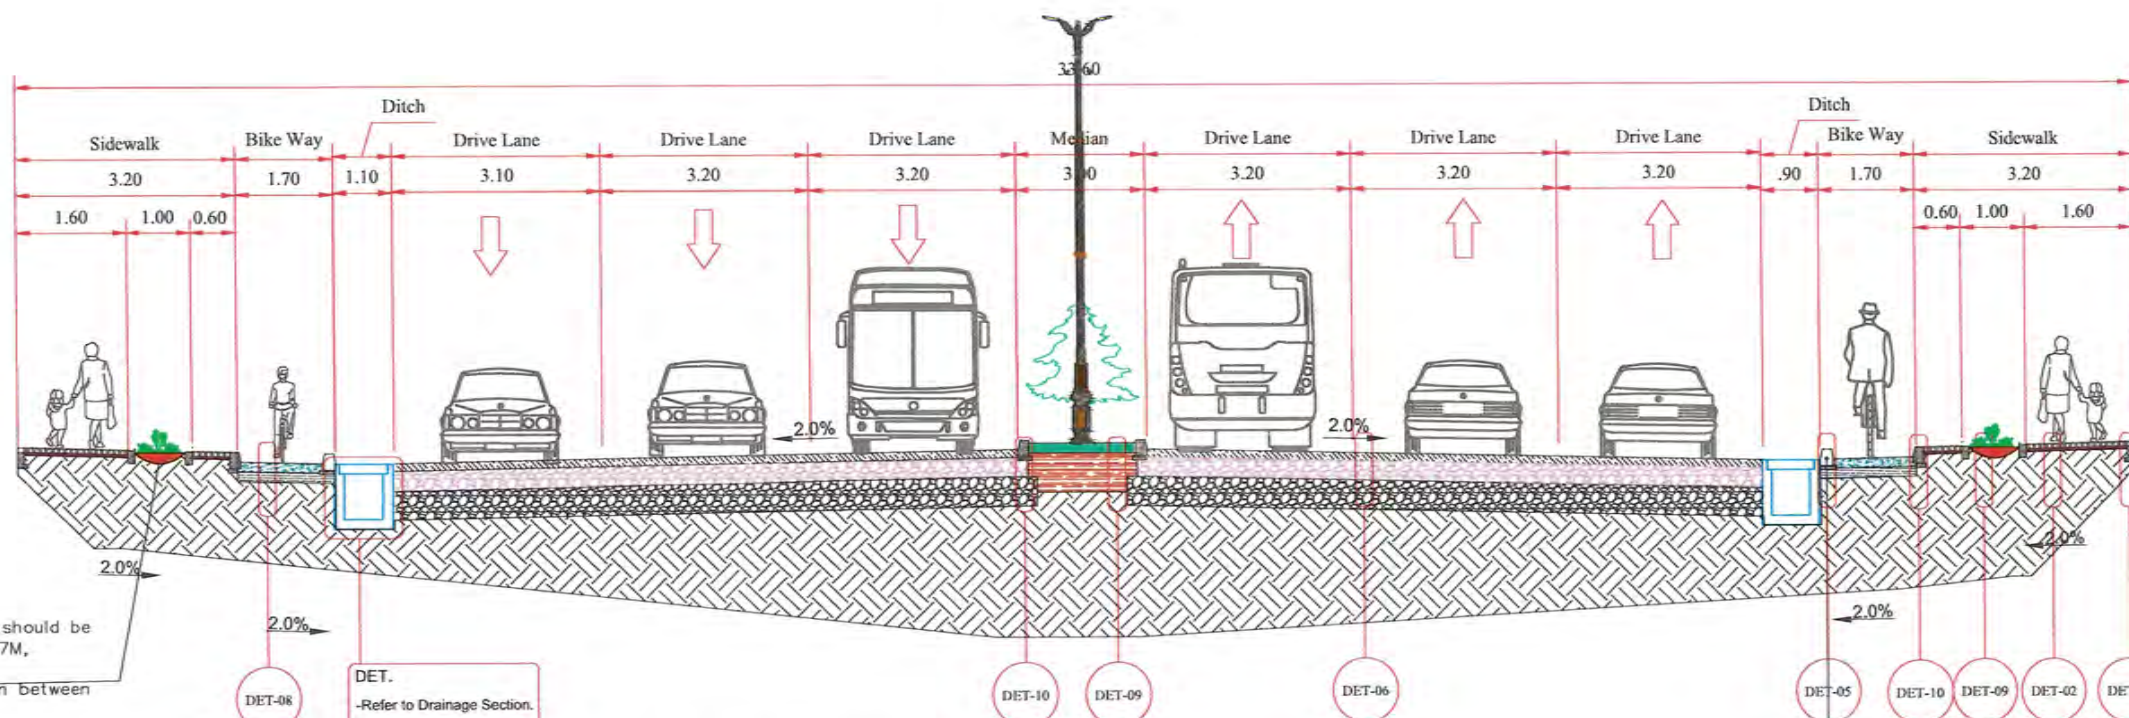 33.60
Ditch
Ditch
Sidewalk Bike Way Drive Lane Drive Lane Drive Lane Median Drive Lane Drive Lane Drive Lane Bike Way Sidewalk
3.20 1.70 1.10 3.10 3.20 3.20 3.00 3.20 3.20 3.20 .90 1.70 3.20
1.60 1.00 0.60 0.60 1.00 1.60
2.0% 2.0%
2.0% 2.0%
2.0% 2.0%
should be
7M,
between
DET.
-Refer to Drainage Section.
DET-08 DET-10 DET-09 DET-06 DET-05 DET-10 DET-09 DET-02